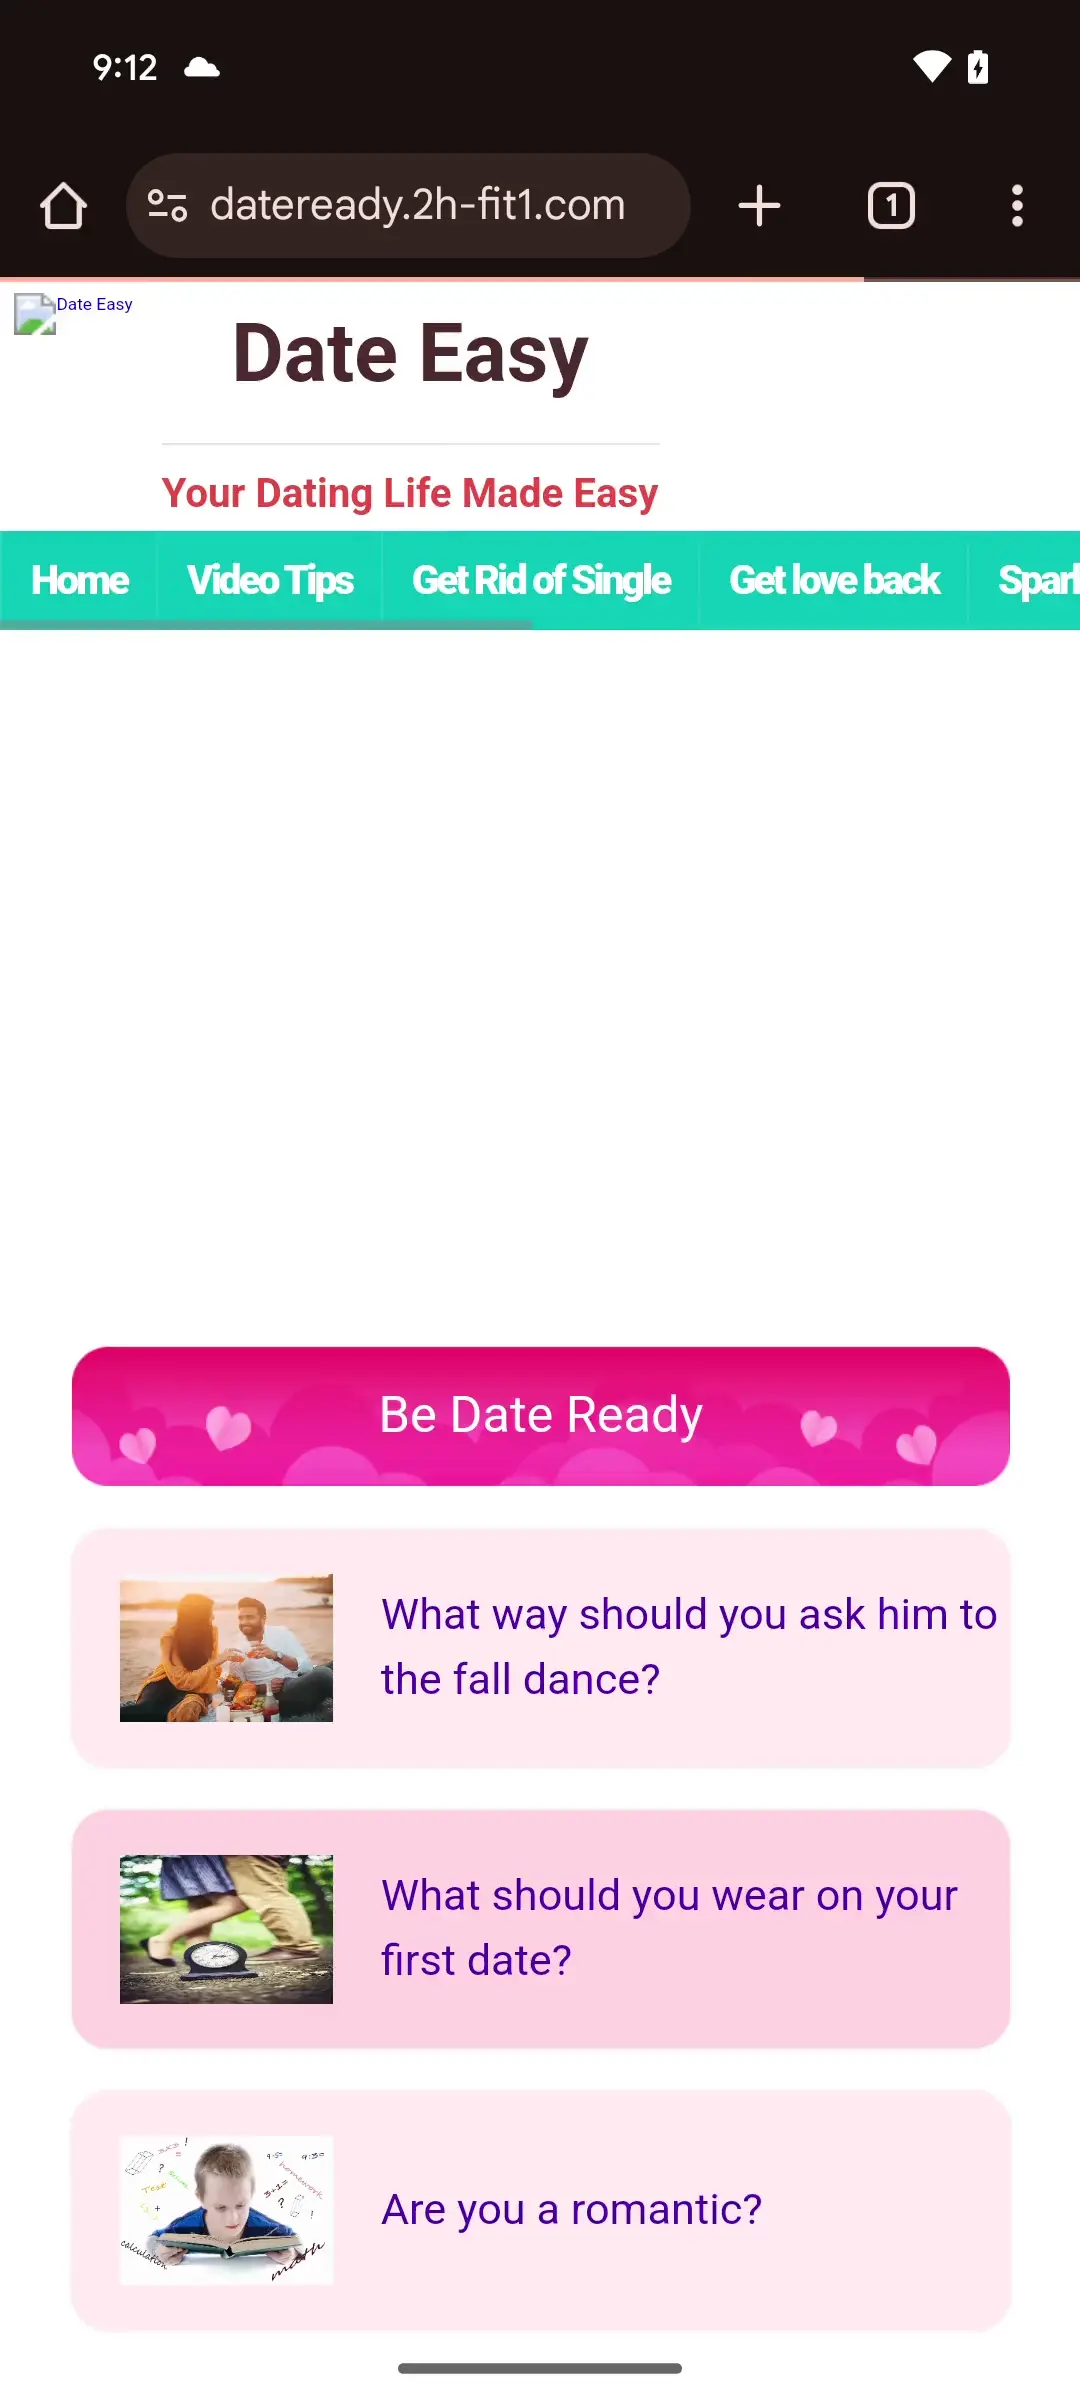 9:12
dateready.2h-fit1.com
1
Date Easy
Date Easy
Your Dating Life Made Easy
Home Video Tips Get Rid of Single Get love back Spark
Be Date Ready
What way should you ask him to
the fall dance?
What should you wear on your
first date?
Are you a romantic?